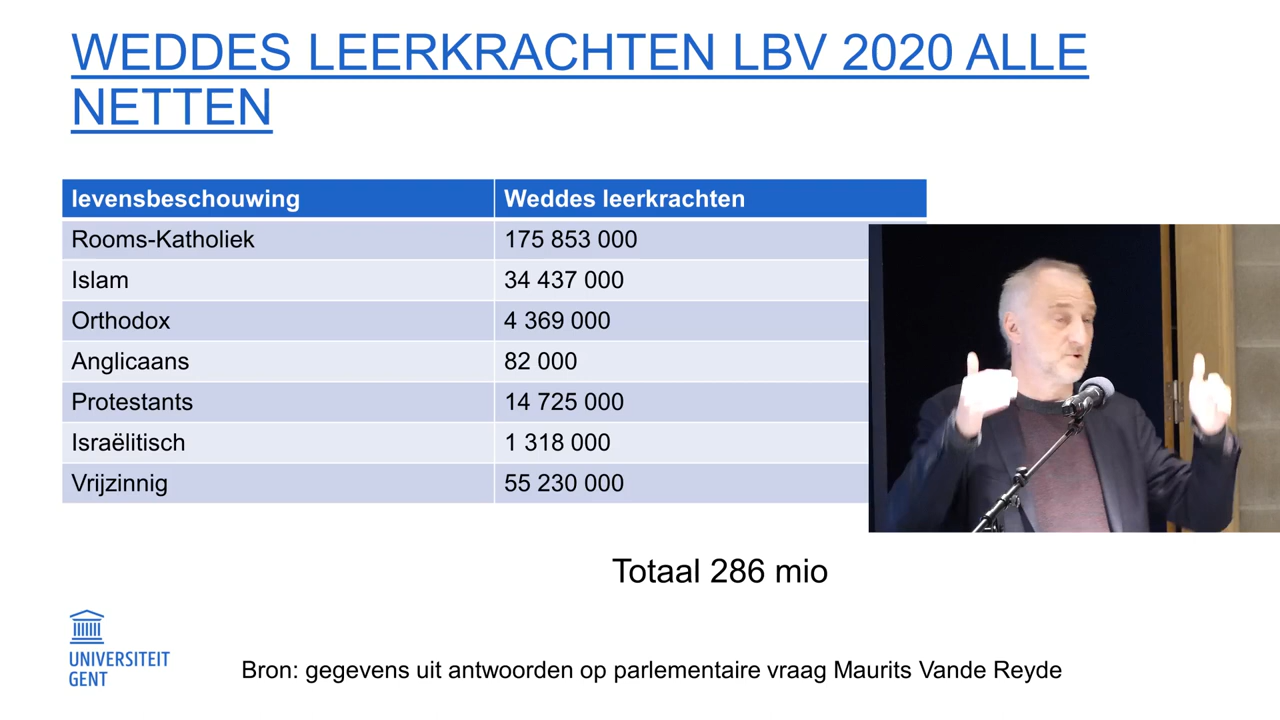 WEDDES LEERKRACHTEN LBV 2020 ALLE
NETTEN
levensbeschouwing Weddes leerkrachten
Rooms-Katholiek 175 853 000
Islam 34 437 000
Orthodox 4 369 000
Anglicaans 82 000
Protestants 14 725 000
Israëlitisch 1 318 000
Vrijzinnig 55 230 000
Totaal 286 mio
UNIVERSITEIT
GENT
Bron: gegevens uit antwoorden op parlementaire vraag Maurits Vande Reyde